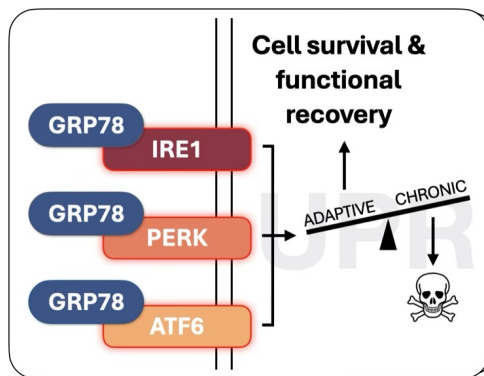 Cell survival &
functional
recovery
GRP78
IRE1
GRP78
PERK
GRP78
ATF6
ADAPTIVE CHRONIC
UPR